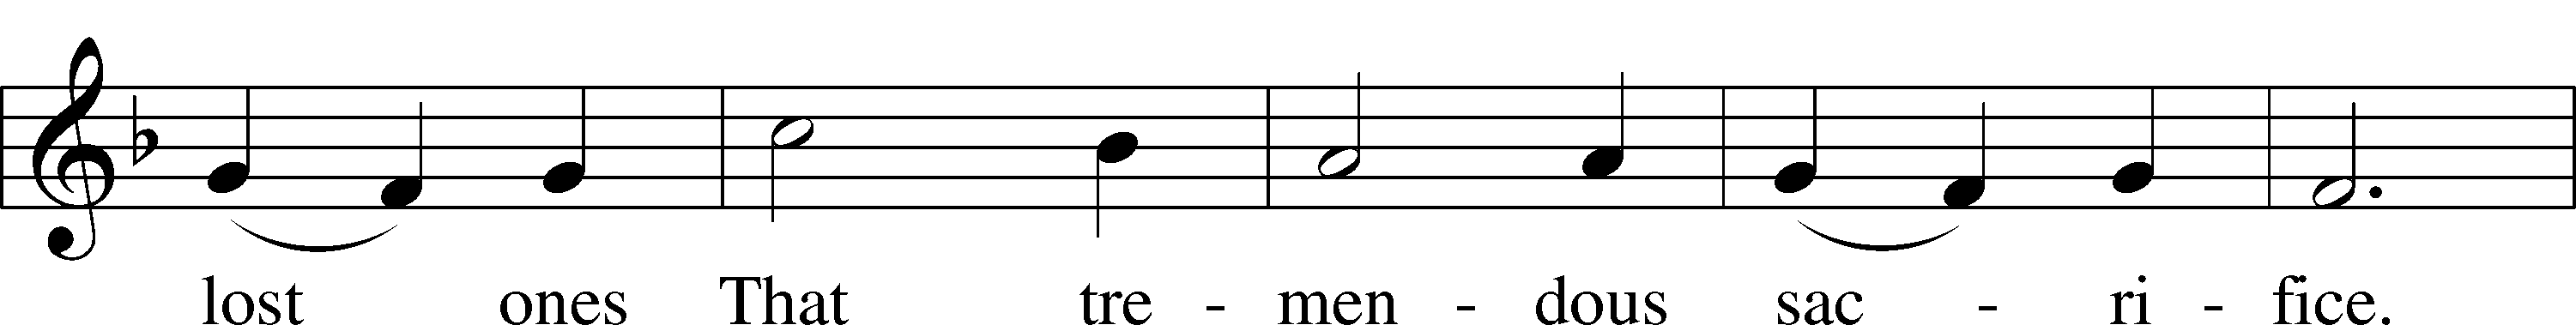 lost ones That tre - men - dous sac - ri - fice.